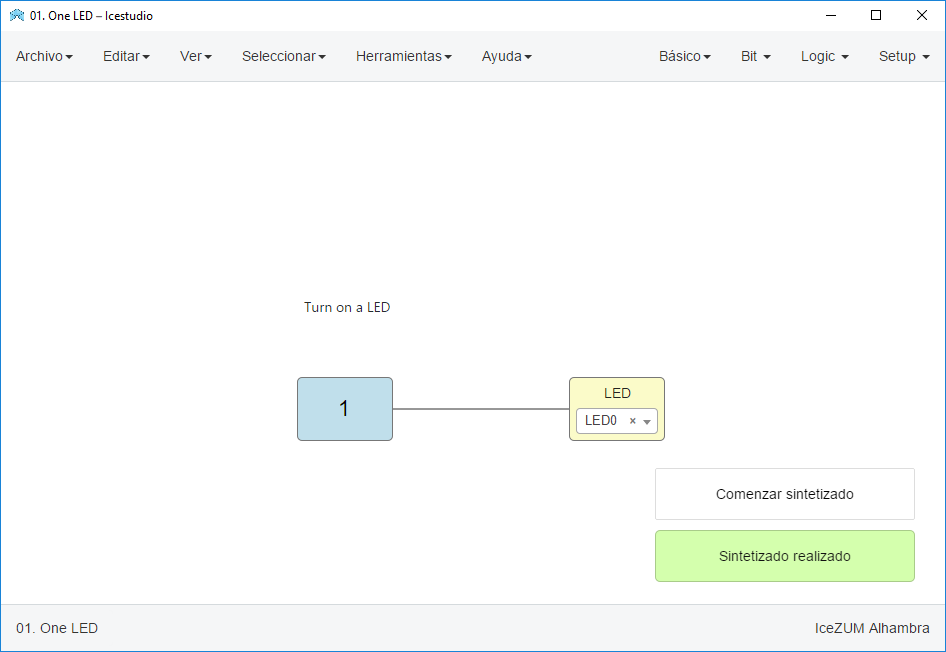 01. One LED – Icestudio
Archivo Editar Ver Seleccionar Herramientas Ayuda Básico Bit Logic Setup
Turn on a LED
1
LED
LED0 ×
Comenzar sintetizado
Sintetizado realizado
01. One LED IceZUM Alhambra